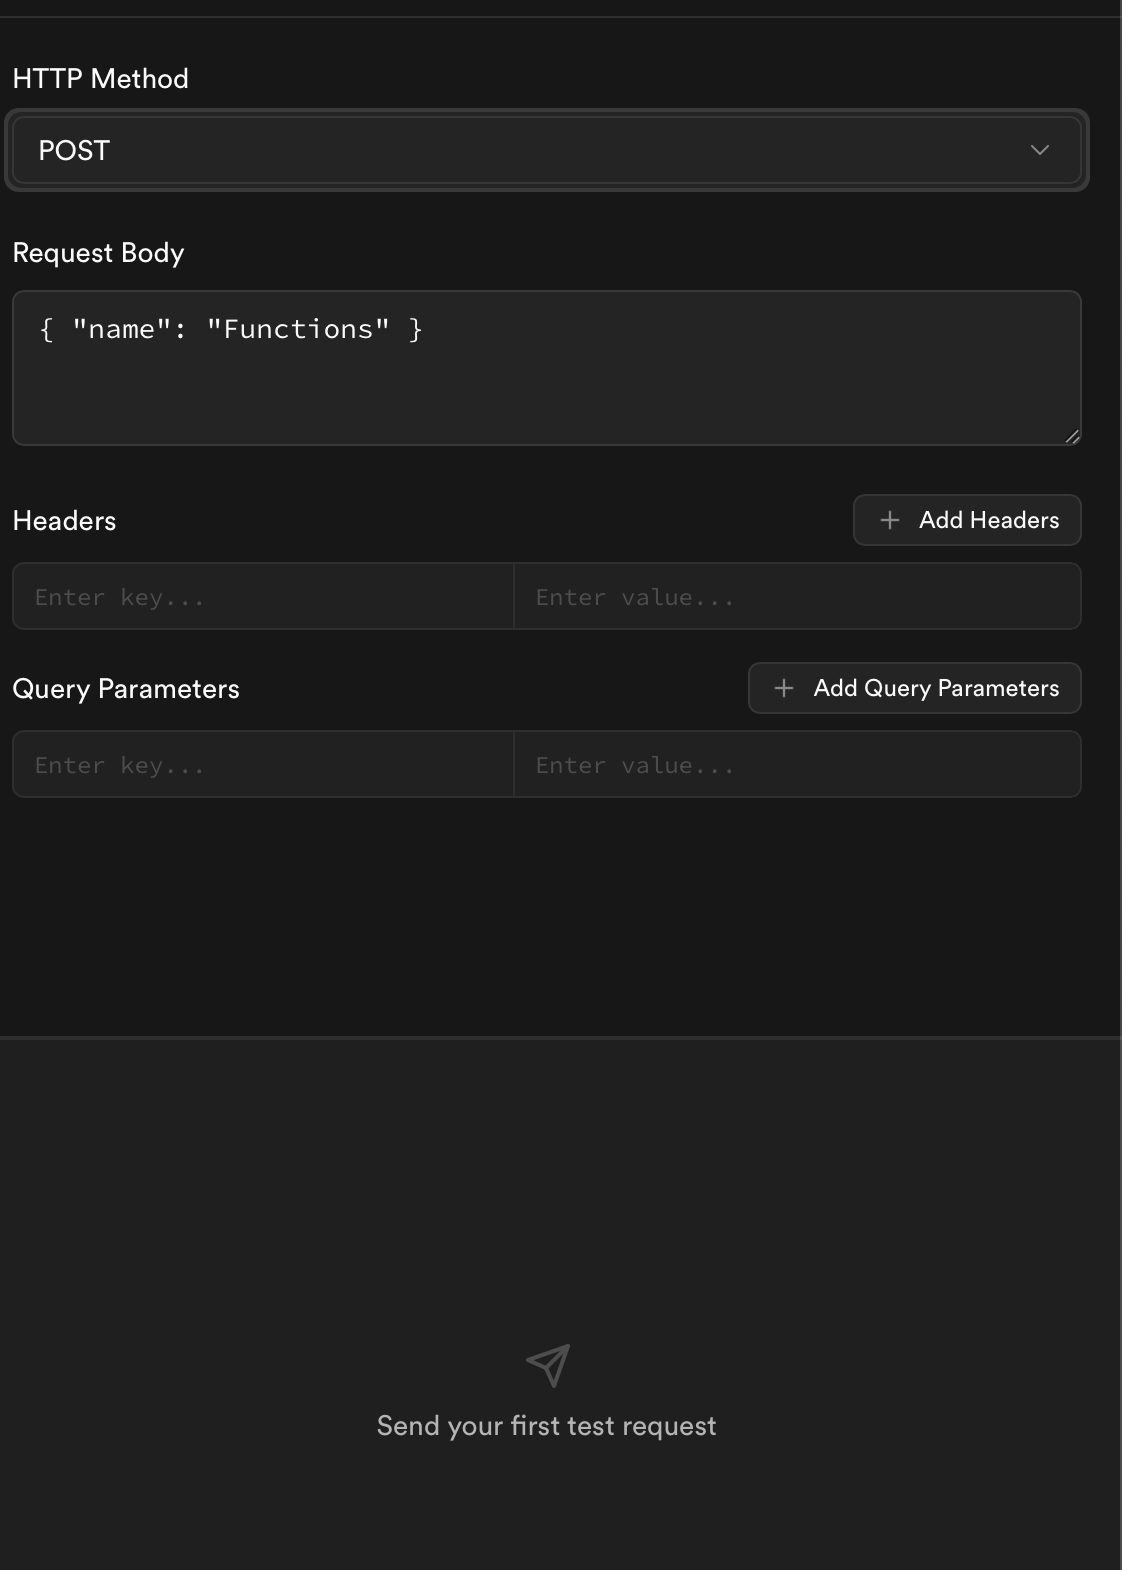 HTTP Method
POST
Request Body
{ "name": "Functions" }
Headers
Add Headers
Enter key...
Enter value...
Query Parameters
Add Query Parameters
Enter key...
Enter value...
Send your first test request